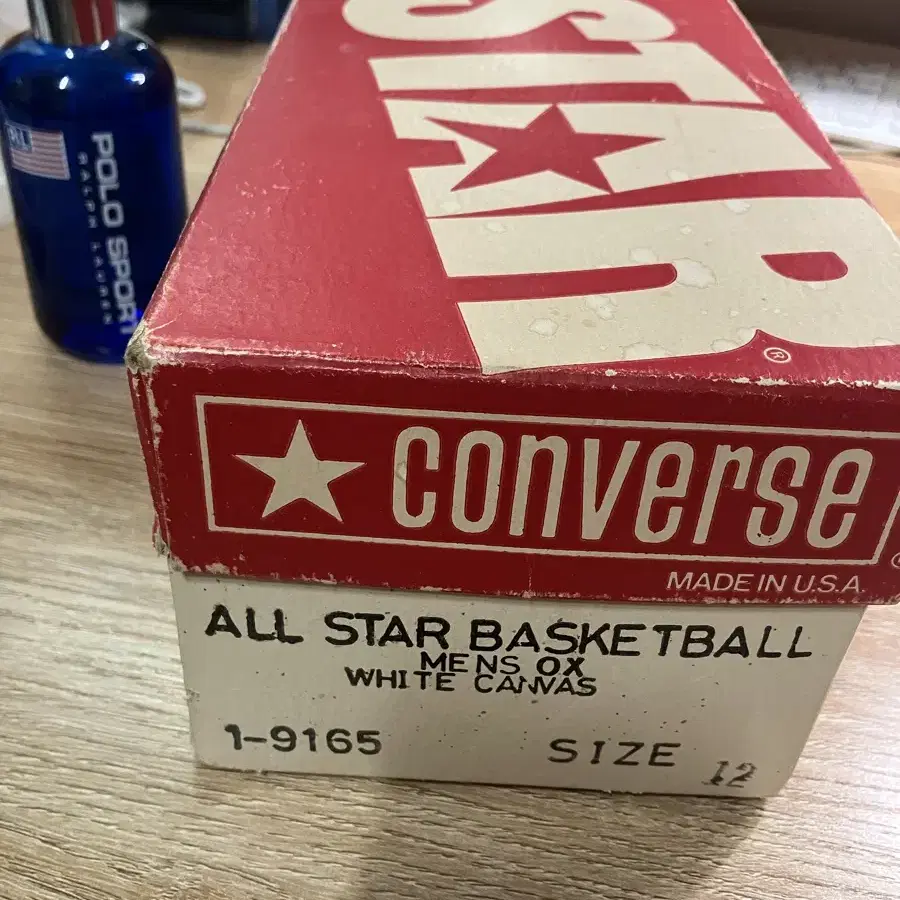 STAR
®
CONVERSE
MADE IN U.S.A.
ALL STAR BASKETBALL
MENS OX
WHITE CANVAS
1-9165
SIZE 12
POLO SPORT
RALPH LAUREN